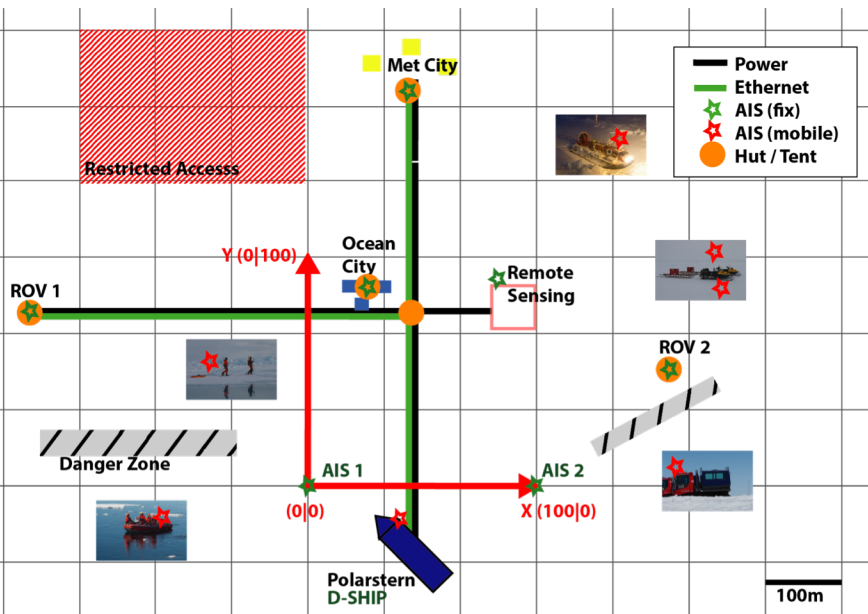 Met City
Power
Ethernet
AIS (fix)
AIS (mobile)
Hut / Tent
Restricted Accesss
Y (0|100)
Ocean
City
Remote
Sensing
ROV 1
ROV 2
Danger Zone
AIS 1
AIS 2
(0|0)
X (100|0)
Polarstern
D-SHIP
100m